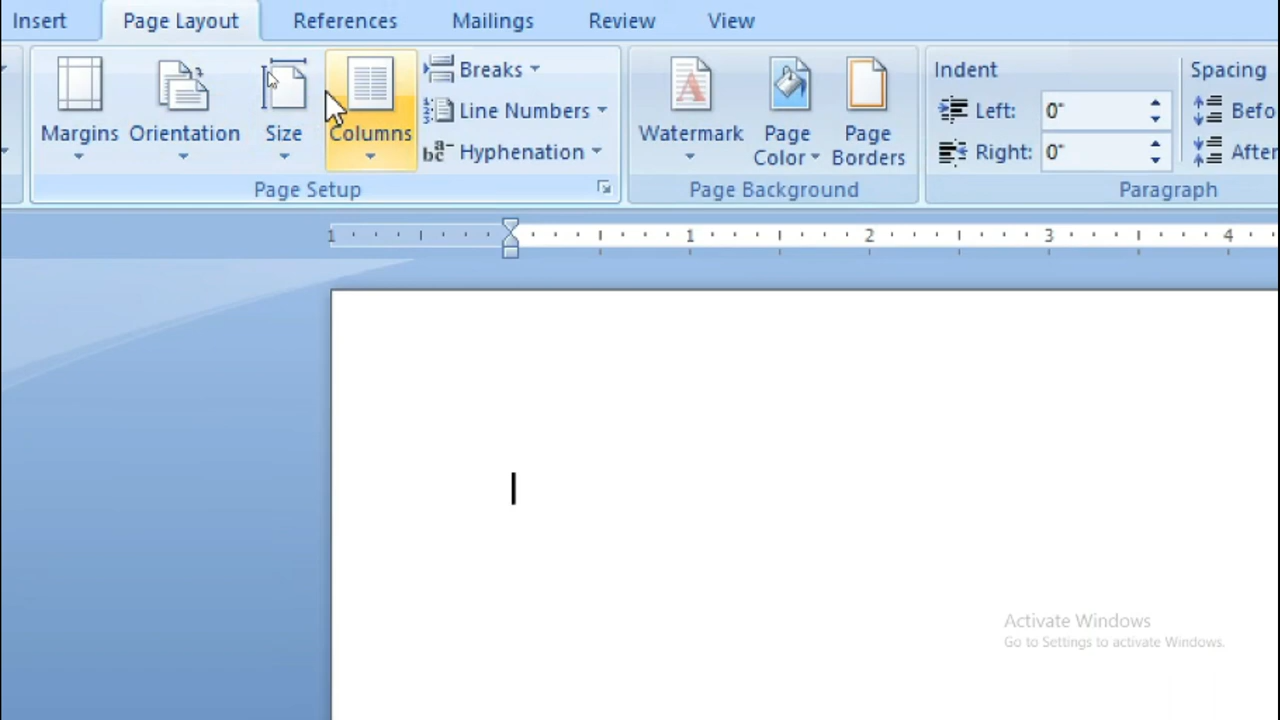 Insert Page Layout References Mailings Review View
Breaks Indent Spacing
Line Numbers Left: 0" Befo
Margins Orientation Size Columns Watermark Page Color Page Borders
Hyphenation Right: 0" After
Page Setup Page Background Paragraph
1 1 2 3 4
Activate Windows
Go to Settings to activate Windows.